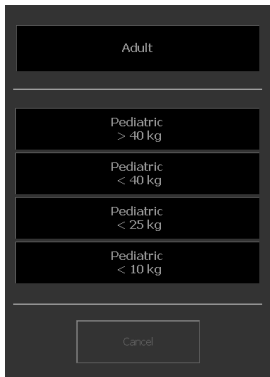 Adult
Pediatric
> 40 kg
Pediatric
< 40 kg
Pediatric
< 25 kg
Pediatric
< 10 kg
Cancel